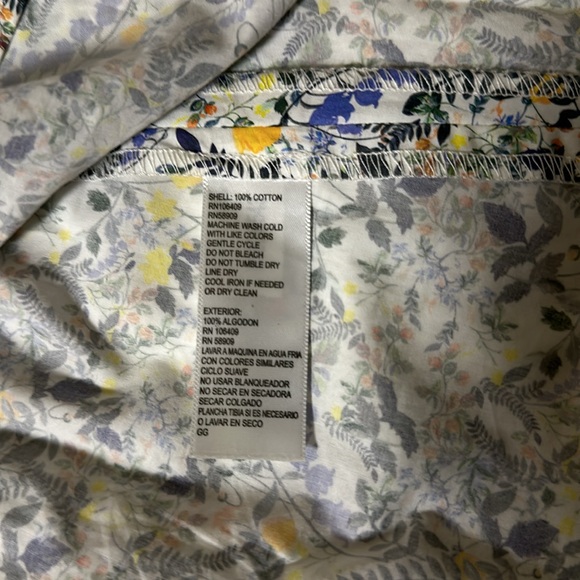 SHELL: 100% COTTON
RN106409
RN58909
MACHINE WASH COLD
WITH LIKE COLORS
GENTLE CYCLE
DO NOT BLEACH
DO NOT TUMBLE DRY
LINE DRY
COOL IRON IF NEEDED
OR DRY CLEAN
EXTERIOR:
100% ALGODON
RN 106409
RN 58909
LAVAR A MAQUINA EN AGUA FRIA
CON COLORES SIMILARES
CICLO SUAVE
NO USAR BLANQUEADOR
NO SECAR EN SECADORA
SECAR COLGADO
PLANCHA TIBIA SI ES NECESARIO
O LAVAR EN SECO
GG